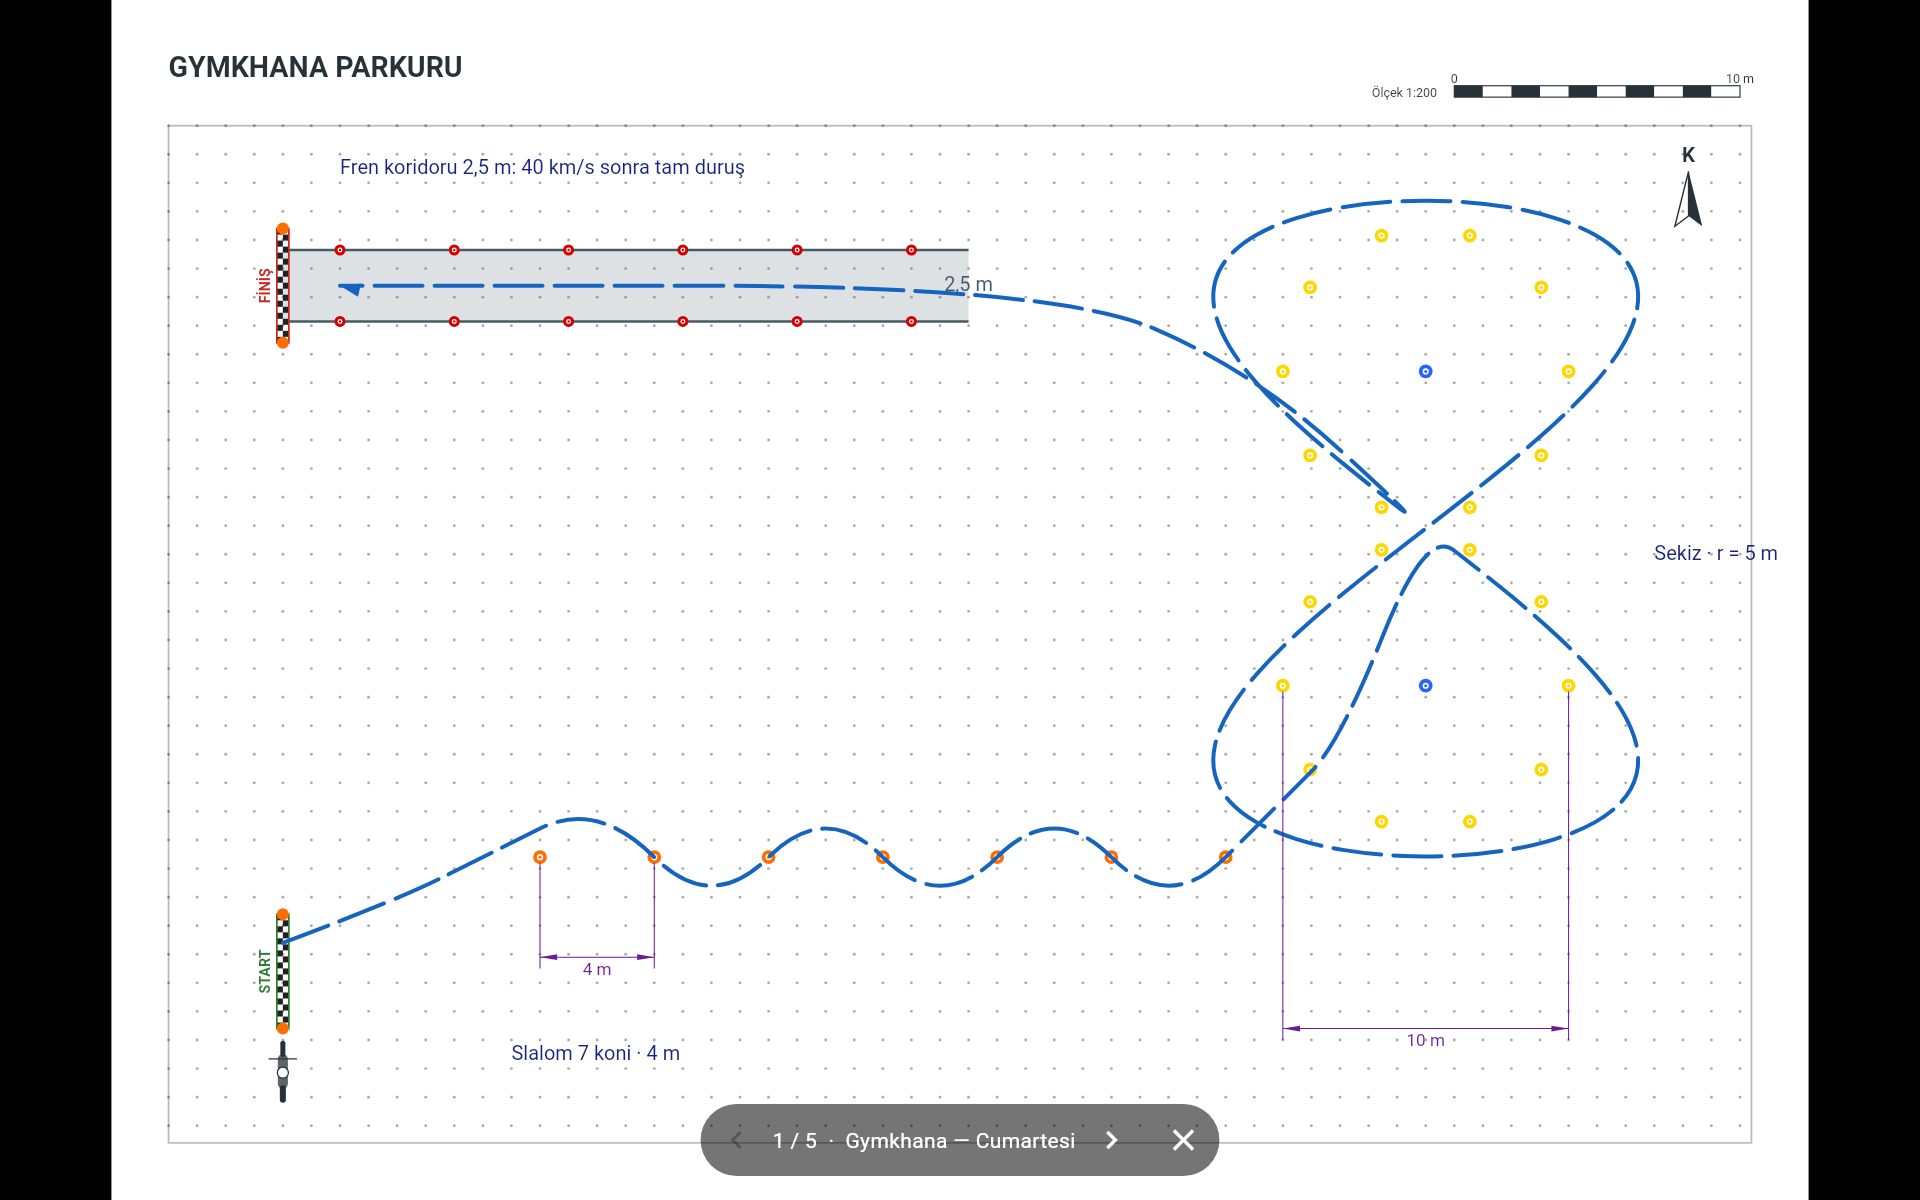 GYMKHANA PARKURU
0
10 m
Ölçek 1:200
Fren koridoru 2,5 m: 40 km/s sonra tam duruş
K
FİNİŞ
2,5 m
Sekiz · r = 5 m
START
4 m
10 m
Slalom 7 koni · 4 m
1 / 5 · Gymkhana — Cumartesi